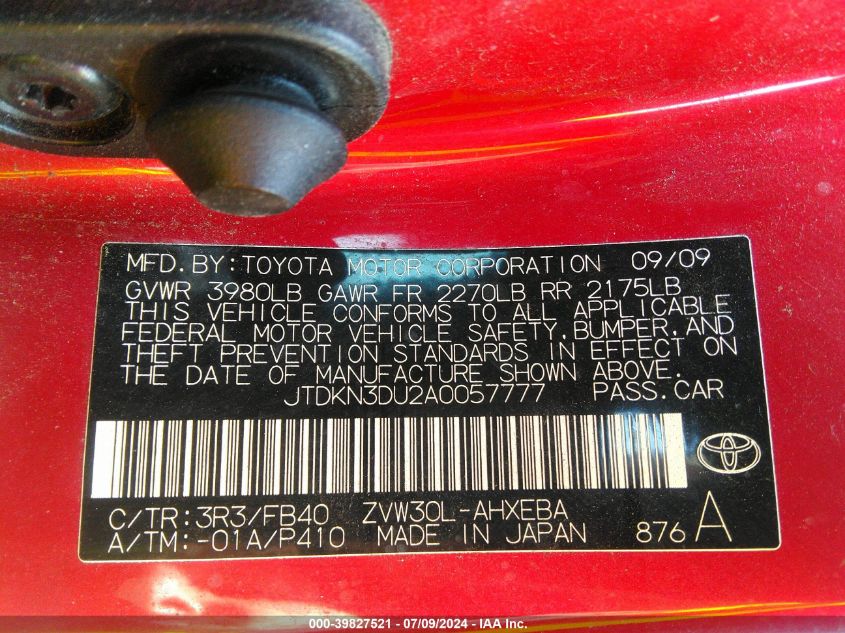 MFD. BY: TOYOTA MOTOR CORPORATION 09/09
GVWR 3980LB GAWR FR 2270LB RR 2175LB
THIS VEHICLE CONFORMS TO ALL APPLICABLE
FEDERAL MOTOR VEHICLE SAFETY, BUMPER, AND
THEFT PREVENTION STANDARDS IN EFFECT ON
THE DATE OF MANUFACTURE SHOWN ABOVE.
JTDKN3DU2A0057777 PASS. CAR
C/TR: 3R3/FB40 ZVW30L-AHXEBA
A/TM: -01A/P410 MADE IN JAPAN 876 A
000-39827521 - 07/09/2024 - IAA Inc.